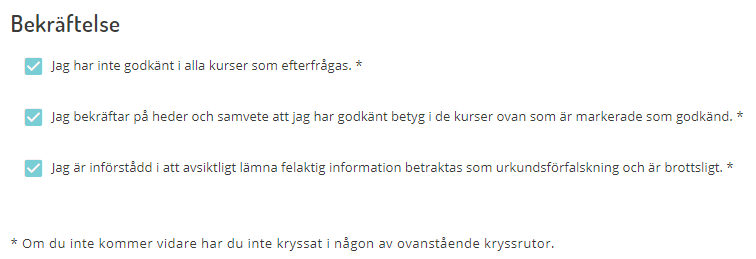 Bekräftelse
Jag har inte godkänt i alla kurser som efterfrågas. *
Jag bekräftar på heder och samvete att jag har godkänt betyg i de kurser ovan som är markerade som godkänd. *
Jag är införstådd i att avsiktligt lämna felaktig information betraktas som urkundsförfalskning och är brottsligt. *
* Om du inte kommer vidare har du inte kryssat i någon av ovanstående kryssrutor.